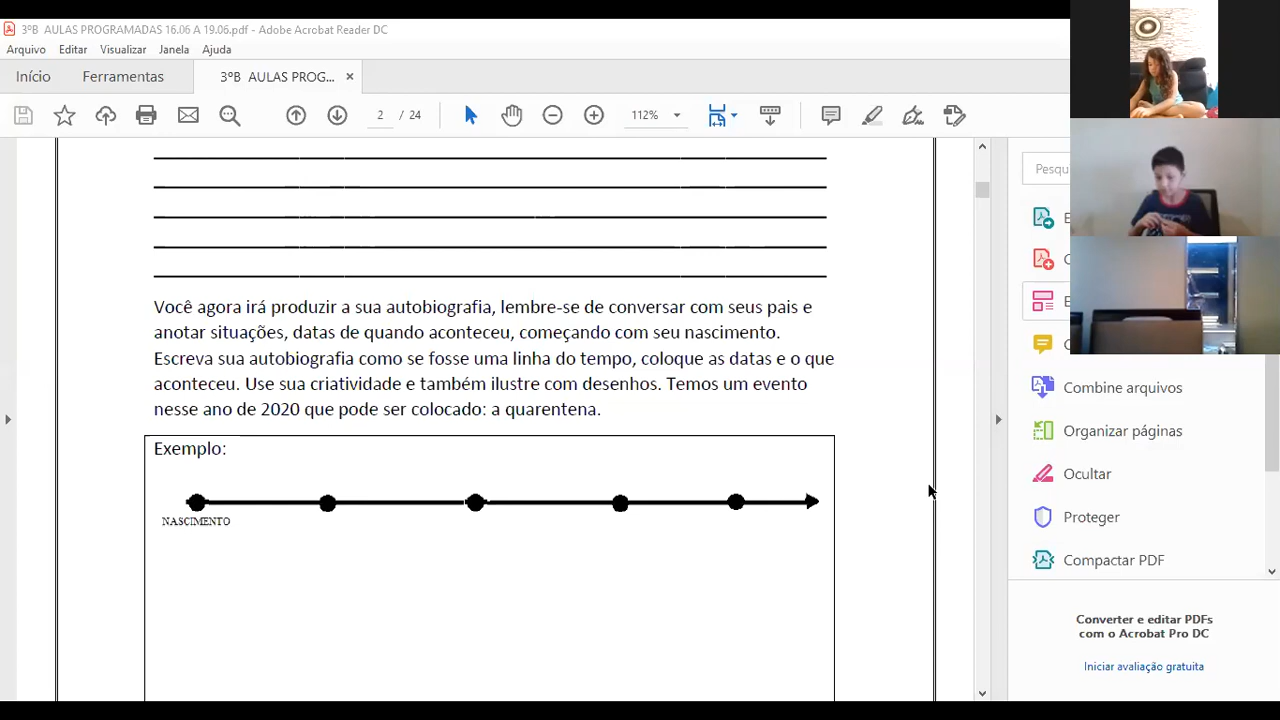 3ºB AULAS PROGRAMADAS 16.06 A 19.06.pdf - Adobe Acrobat Reader DC
Arquivo Editar Visualizar Janela Ajuda
Início Ferramentas 3ºB AULAS PROG... ×
2 / 24 112%
Pesqu
Você agora irá produzir a sua autobiografia, lembre-se de conversar com seus pais e
anotar situações, datas de quando aconteceu, começando com seu nascimento.
Escreva sua autobiografia como se fosse uma linha do tempo, coloque as datas e o que
aconteceu. Use sua criatividade e também ilustre com desenhos. Temos um evento
nesse ano de 2020 que pode ser colocado: a quarentena.
Exemplo:
NASCIMENTO
Combine arquivos
Organizar páginas
Ocultar
Proteger
Compactar PDF
Converter e editar PDFs
com o Acrobat Pro DC
Iniciar avaliação gratuita